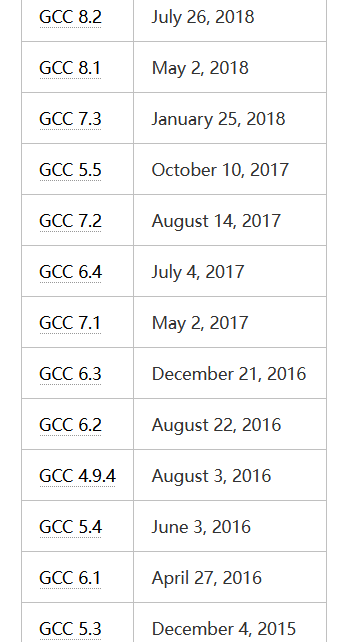 GCC 8.2 July 26, 2018
GCC 8.1 May 2, 2018
GCC 7.3 January 25, 2018
GCC 5.5 October 10, 2017
GCC 7.2 August 14, 2017
GCC 6.4 July 4, 2017
GCC 7.1 May 2, 2017
GCC 6.3 December 21, 2016
GCC 6.2 August 22, 2016
GCC 4.9.4 August 3, 2016
GCC 5.4 June 3, 2016
GCC 6.1 April 27, 2016
GCC 5.3 December 4, 2015